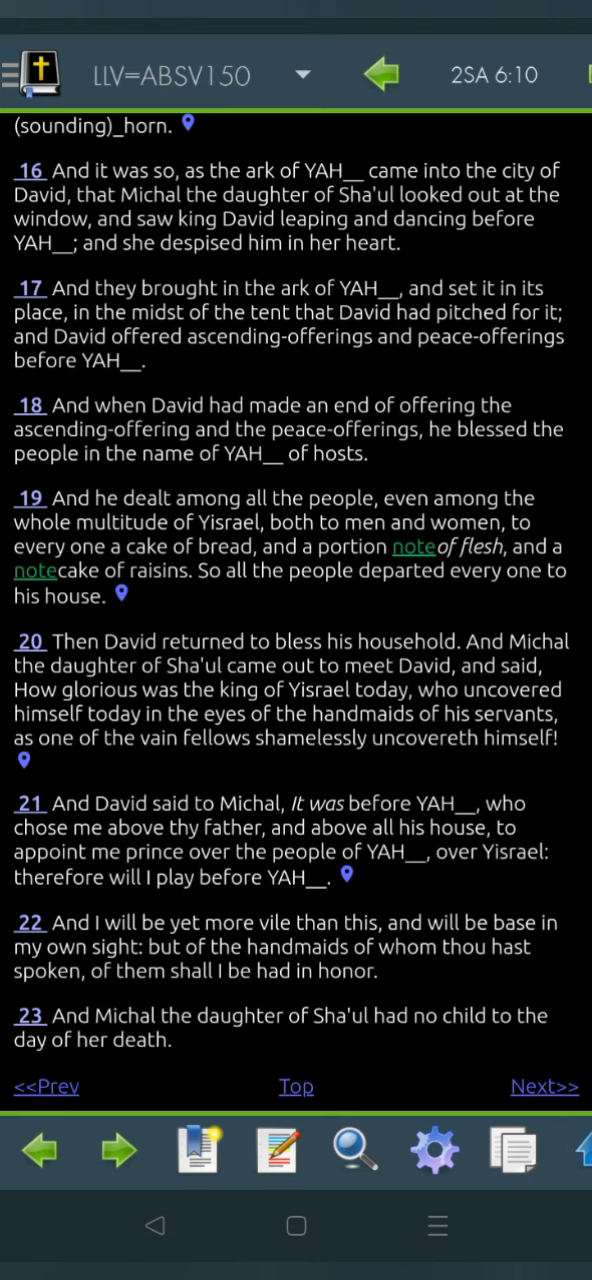 LLV=ABSV150
2SA 6:10
(sounding)_horn.
16 And it was so, as the ark of YAH__ came into the city of
David, that Michal the daughter of Sha'ul looked out at the
window, and saw king David leaping and dancing before
YAH__; and she despised him in her heart.
17 And they brought in the ark of YAH__, and set it in its
place, in the midst of the tent that David had pitched for it;
and David offered ascending-offerings and peace-offerings
before YAH__.
18 And when David had made an end of offering the
ascending-offering and the peace-offerings, he blessed the
people in the name of YAH__ of hosts.
19 And he dealt among all the people, even among the
whole multitude of Yisrael, both to men and women, to
every one a cake of bread, and a portion noteof flesh, and a
notecake of raisins. So all the people departed every one to
his house.
20 Then David returned to bless his household. And Michal
the daughter of Sha'ul came out to meet David, and said,
How glorious was the king of Yisrael today, who uncovered
himself today in the eyes of the handmaids of his servants,
as one of the vain fellows shamelessly uncovereth himself!
21 And David said to Michal, It was before YAH__, who
chose me above thy father, and above all his house, to
appoint me prince over the people of YAH__, over Yisrael:
therefore will I play before YAH__.
22 And I will be yet more vile than this, and will be base in
my own sight: but of the handmaids of whom thou hast
spoken, of them shall I be had in honor.
23 And Michal the daughter of Sha'ul had no child to the
day of her death.
<<Prev Top Next>>